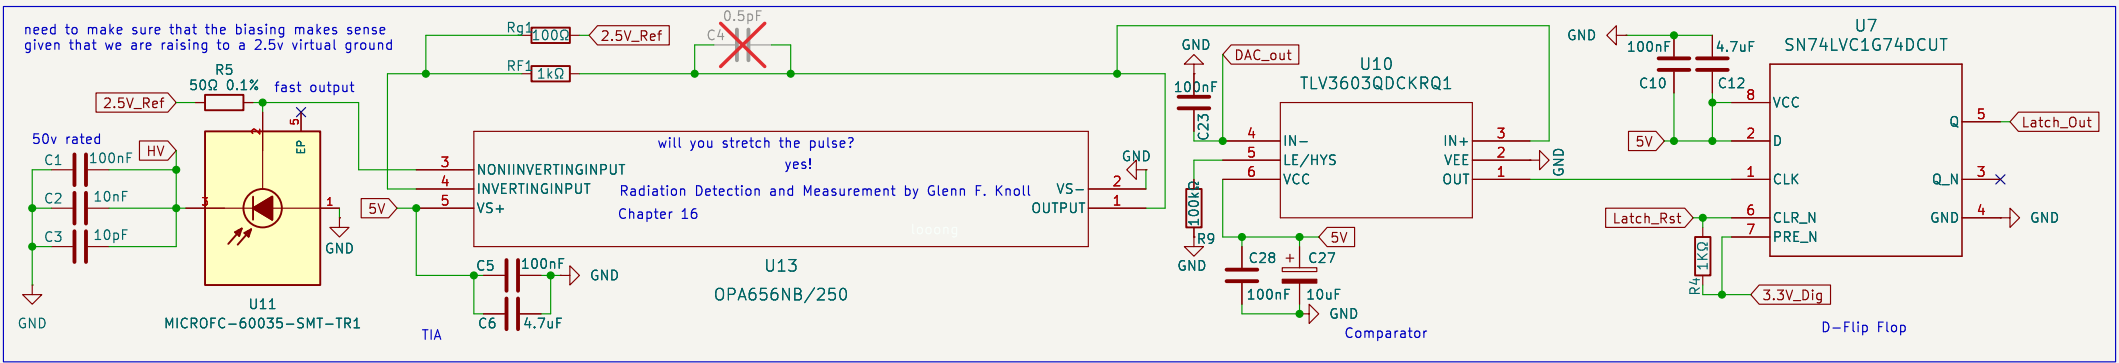 need to make sure that the biasing makes sense
given that we are raising to a 2.5v virtual ground
R5
50Ω 0.1%
fast output
2.5V_Ref
50v rated
HV
C1
100nF
C2
10nF
C3
10pF
GND
2
5
EP
3
1
GND
U11
MICROFC-60035-SMT-TR1
Rg1
100Ω
2.5V_Ref
RF1
1kΩ
0.5pF
C4
will you stretch the pulse?
yes!
Radiation Detection and Measurement by Glenn F. Knoll
Chapter 16
looong
3
NONIINVERTINGINPUT
4
INVERTINGINPUT
5V
5
VS+
GND
VS-
2
OUTPUT
1
U13
OPA656NB/250
C5
100nF
GND
C6
4.7uF
TIA
GND
DAC_out
100nF
C23
U10
TLV3603QDCKRQ1
4
IN-
5
LE/HYS
6
VCC
IN+
3
VEE
2
OUT
1
GND
100kΩ
R9
GND
5V
C28
100nF
+
C27
10uF
GND
Comparator
U7
SN74LVC1G74DCUT
GND
100nF
C10
4.7uF
C12
5V
8
VCC
2
D
1
CLK
6
CLR_N
7
PRE_N
Q
5
Latch_Out
Q_N
3
GND
4
GND
Latch_Rst
1KΩ
R4
3.3V_Dig
D-Flip Flop